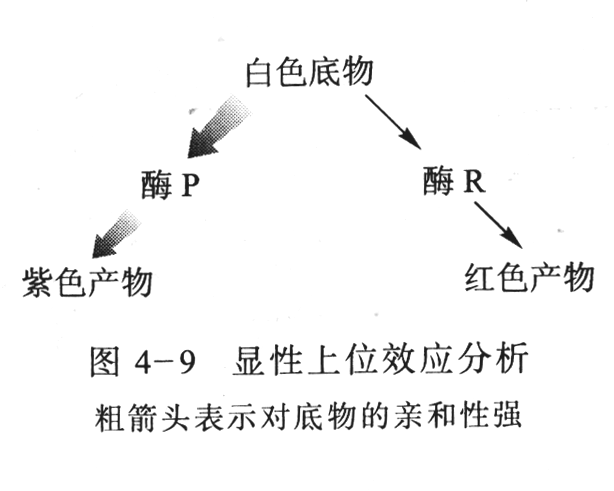 白色底物
酶 P
酶 R
紫色产物
红色产物
图 4-9 显性上位效应分析
粗箭头表示对底物的亲和性强